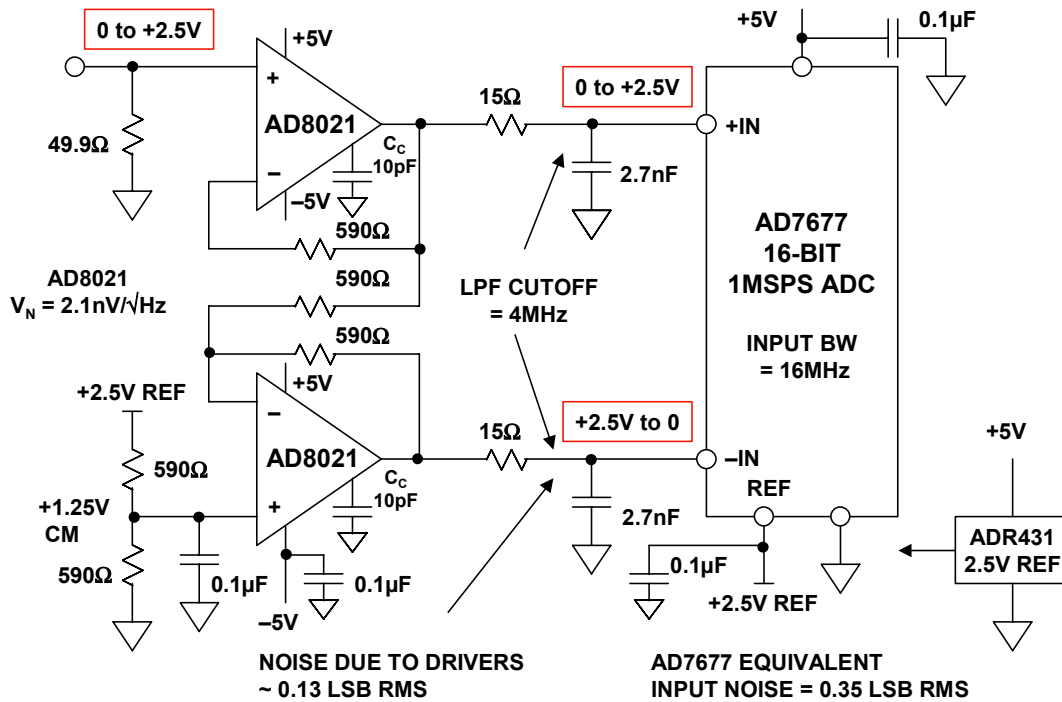 0 to +2.5V
+5V
+
AD8021
–
–5V
49.9Ω
C_C
10pF
590Ω
590Ω
590Ω
AD8021
V_N = 2.1nV/√Hz
15Ω
0 to +2.5V
2.7nF
LPF CUTOFF
= 4MHz
+5V
0.1µF
+IN
AD7677
16-BIT
1MSPS ADC
INPUT BW
= 16MHz
–IN
REF
+2.5V REF
590Ω
+1.25V
CM
590Ω
0.1µF
+5V
–
AD8021
+
–5V
0.1µF
C_C
10pF
15Ω
+2.5V to 0
2.7nF
0.1µF
+2.5V REF
+5V
ADR431
2.5V REF
NOISE DUE TO DRIVERS
~ 0.13 LSB RMS
AD7677 EQUIVALENT
INPUT NOISE = 0.35 LSB RMS